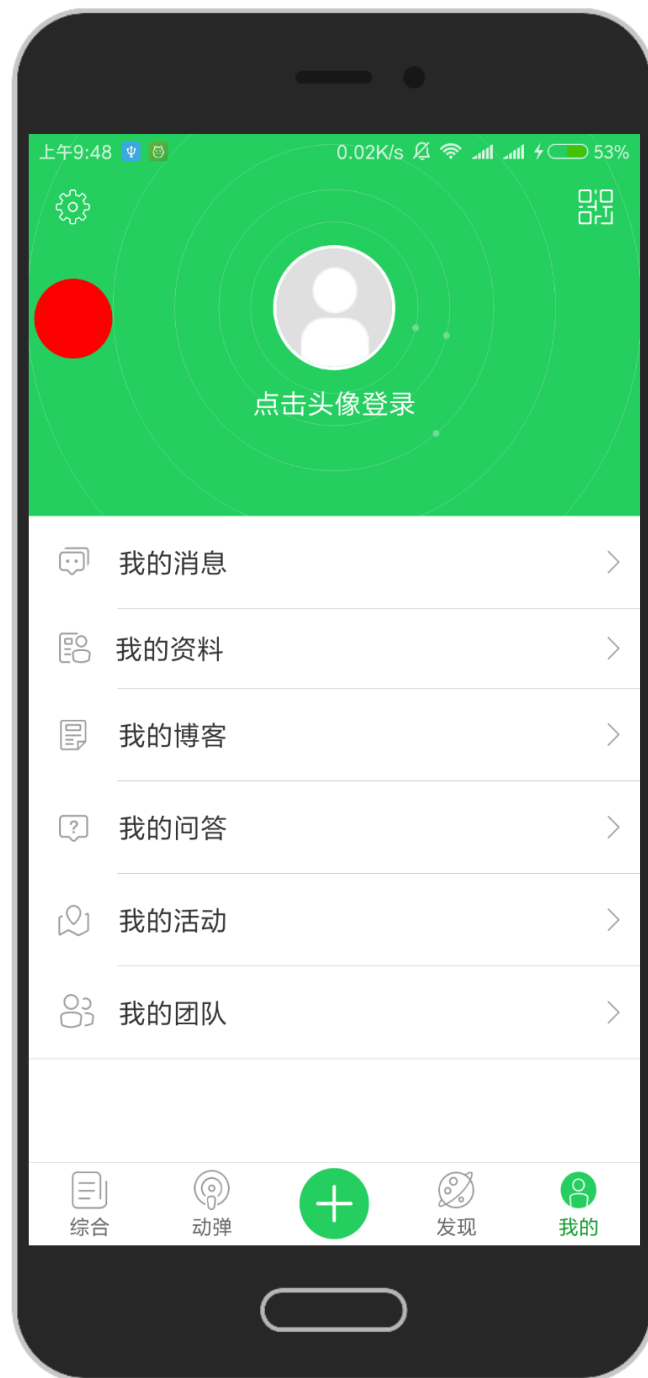 上午9:48 0.02K/s 53%
点击头像登录
我的消息
我的资料
我的博客
我的问答
我的活动
我的团队
综合 动弹 发现 我的